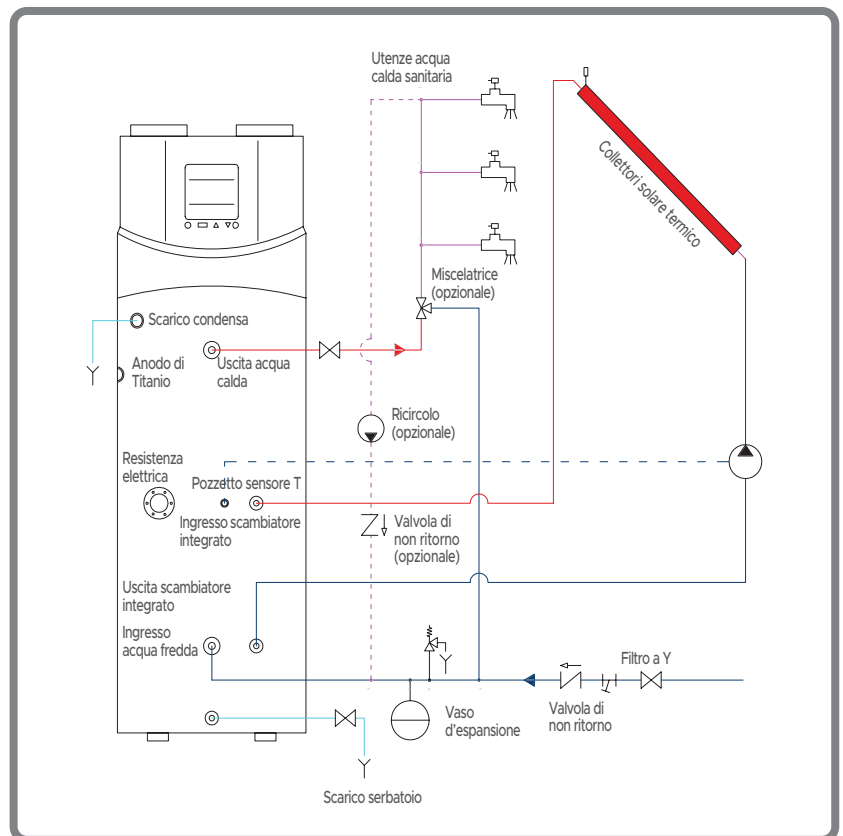 Utenze acqua
calda sanitaria
Collettori solare termico
Miscelatrice
(opzionale)
Scarico condensa
Anodo di
Titanio
Uscita acqua
calda
Ricircolo
(opzionale)
Resistenza
elettrica
Pozzetto sensore T
Ingresso scambiatore
integrato
Valvola di
non ritorno
(opzionale)
Uscita scambiatore
integrato
Ingresso
acqua fredda
Filtro a Y
Vaso
d'espansione
Valvola di
non ritorno
Scarico serbatoio